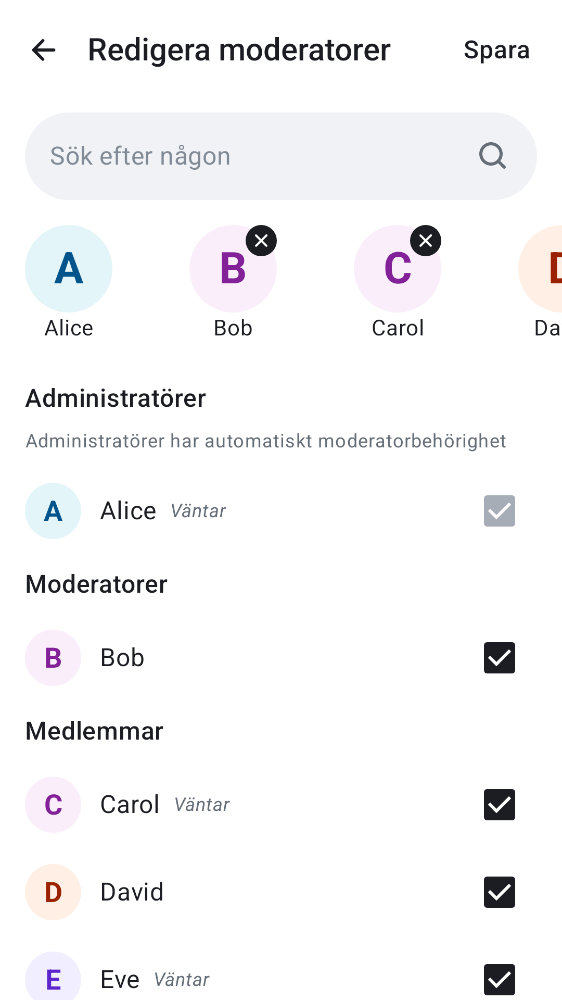 Redigera moderatorer Spara
Sök efter någon
A B C D
Alice Bob Carol Da
Administratörer
Administratörer har automatiskt moderatorbehörighet
A Alice Väntar
Moderatorer
B Bob
Medlemmar
C Carol Väntar
D David
E Eve Väntar